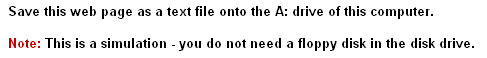 Save this web page as a text file onto the A: drive of this computer.
Note: This is a simulation - you do not need a floppy disk in the disk drive.